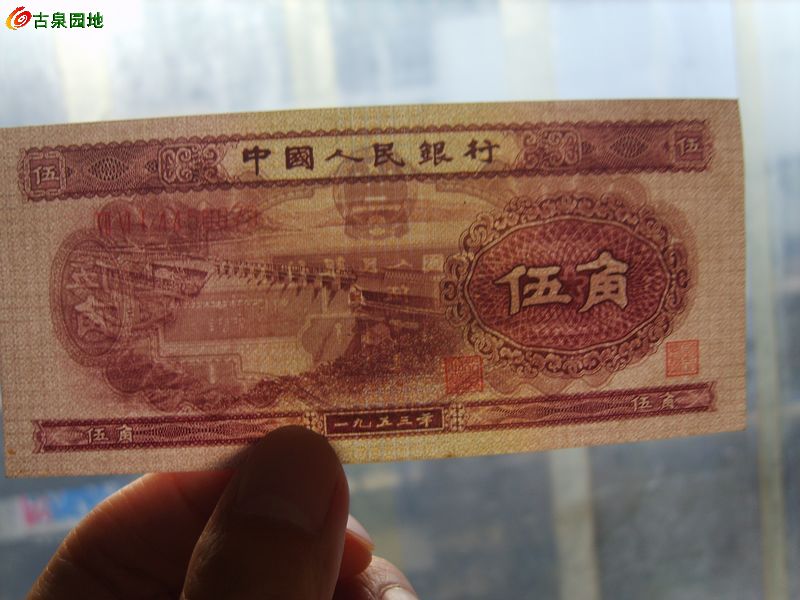 古泉园地
伍 中國人民銀行 伍
伍角
伍角 一九五三年 伍角